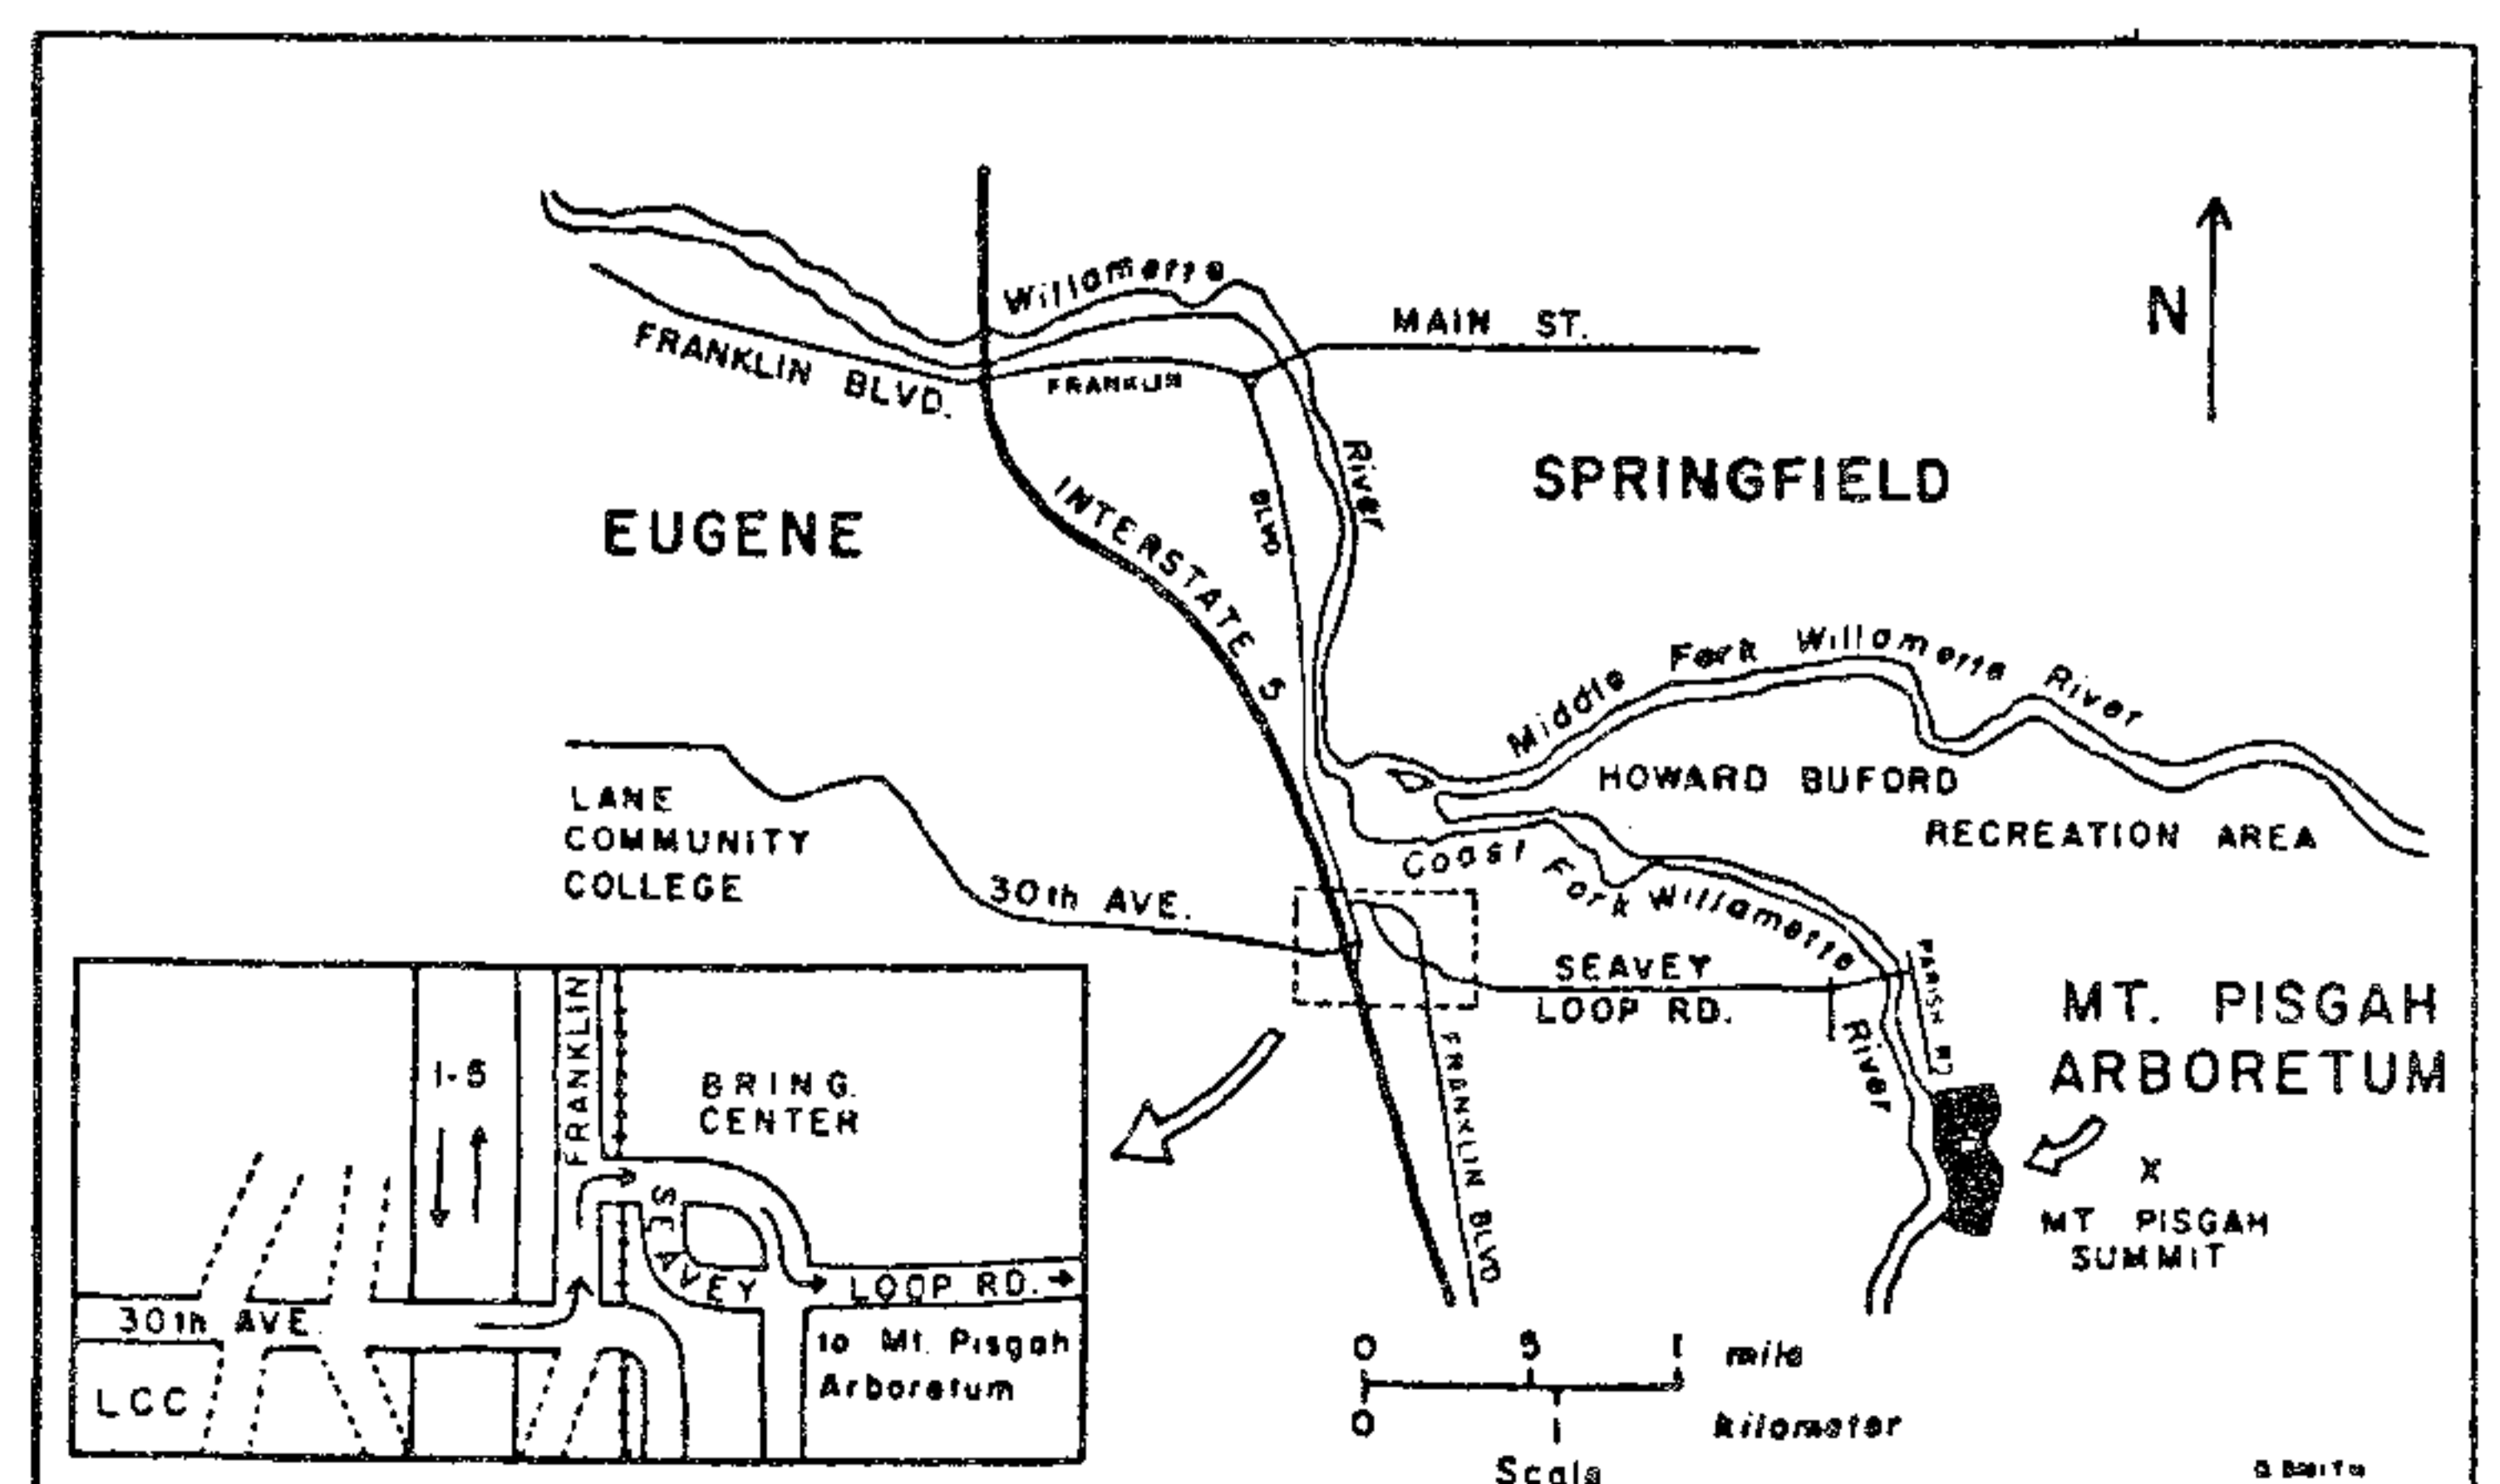 Willamette
MAIN ST.
N
FRANKLIN BLVD.
FRANKLIN
River
SPRINGFIELD
BLVD
INTERSTATE 5
EUGENE
Middle Fork Willamette River
HOWARD BUFORD
RECREATION AREA
LANE
COMMUNITY
COLLEGE
Coast Fork Willamette
30th AVE.
SEAVEY
LOOP RD.
River
MT. PISGAH
ARBORETUM
FRANKLIN BLVD
X
MT PISGAH
SUMMIT
FRANKLIN
I-5
BRING
CENTER
SEAVEY
LOOP RD.
30th AVE.
to Mt. Pisgah
Arboretum
LCC
0 5 1 mile
0 1 kilometer
Scale